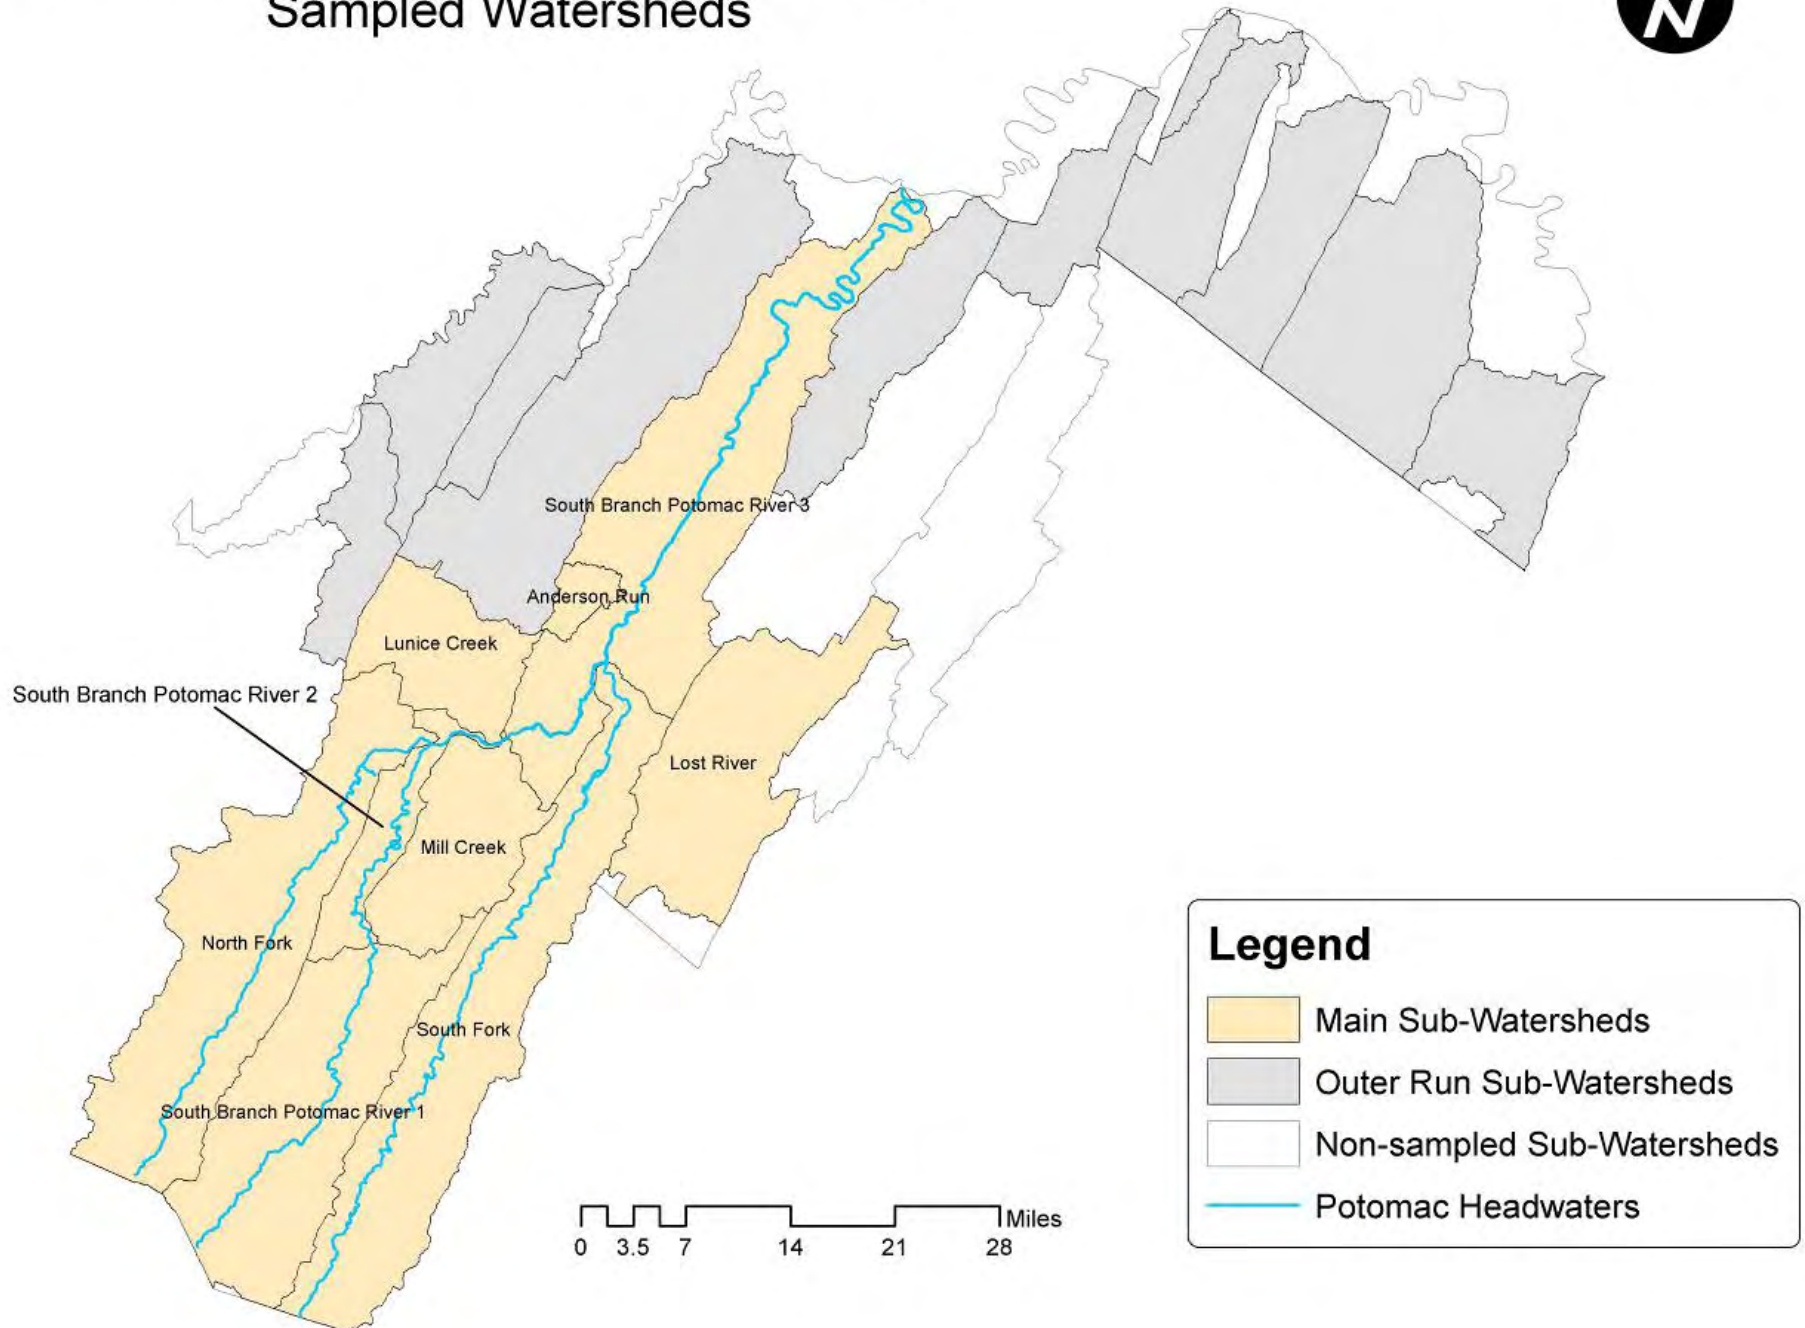 Sampled Watersheds
N
South Branch Potomac River 3
Anderson Run
Lunice Creek
South Branch Potomac River 2
Lost River
Mill Creek
North Fork
South Fork
South Branch Potomac River 1
Miles
0 3.5 7 14 21 28
Legend
Main Sub-Watersheds
Outer Run Sub-Watersheds
Non-sampled Sub-Watersheds
Potomac Headwaters